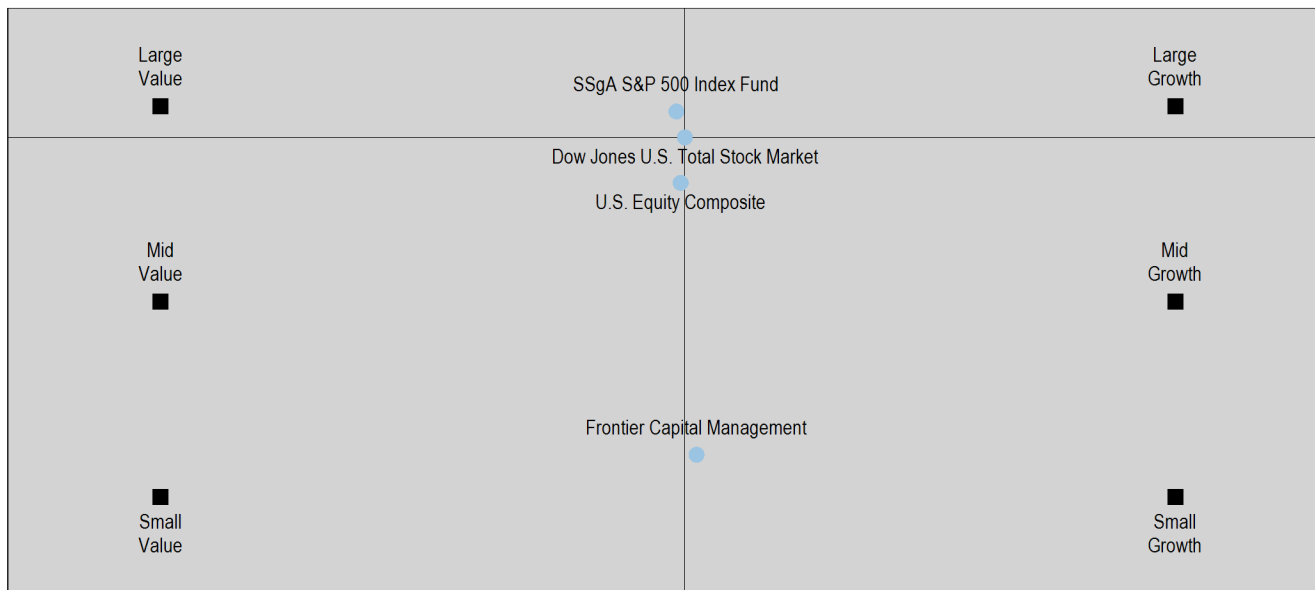 Large
Value
Large
Growth
SSgA S&P 500 Index Fund
Dow Jones U.S. Total Stock Market
U.S. Equity Composite
Mid
Value
Mid
Growth
Frontier Capital Management
Small
Value
Small
Growth